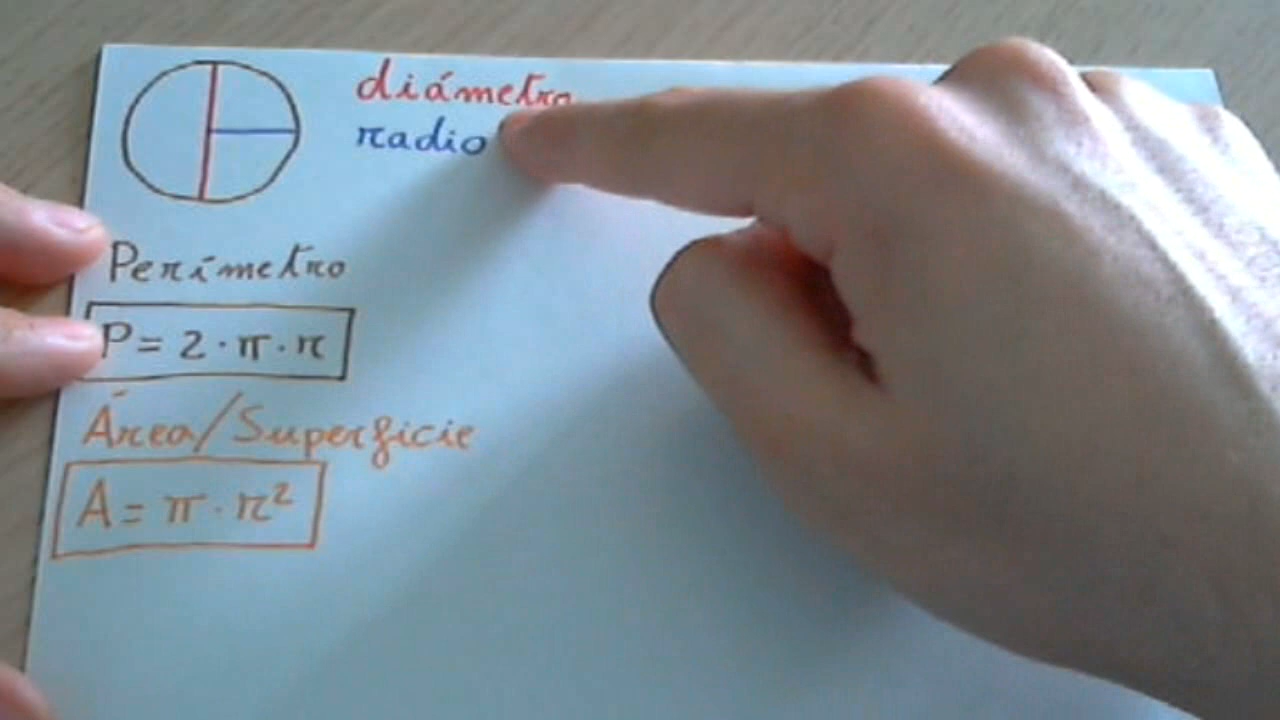 diámetro
radio
Perímetro
P = 2 · π · r
Área/Superficie
A = π · r²